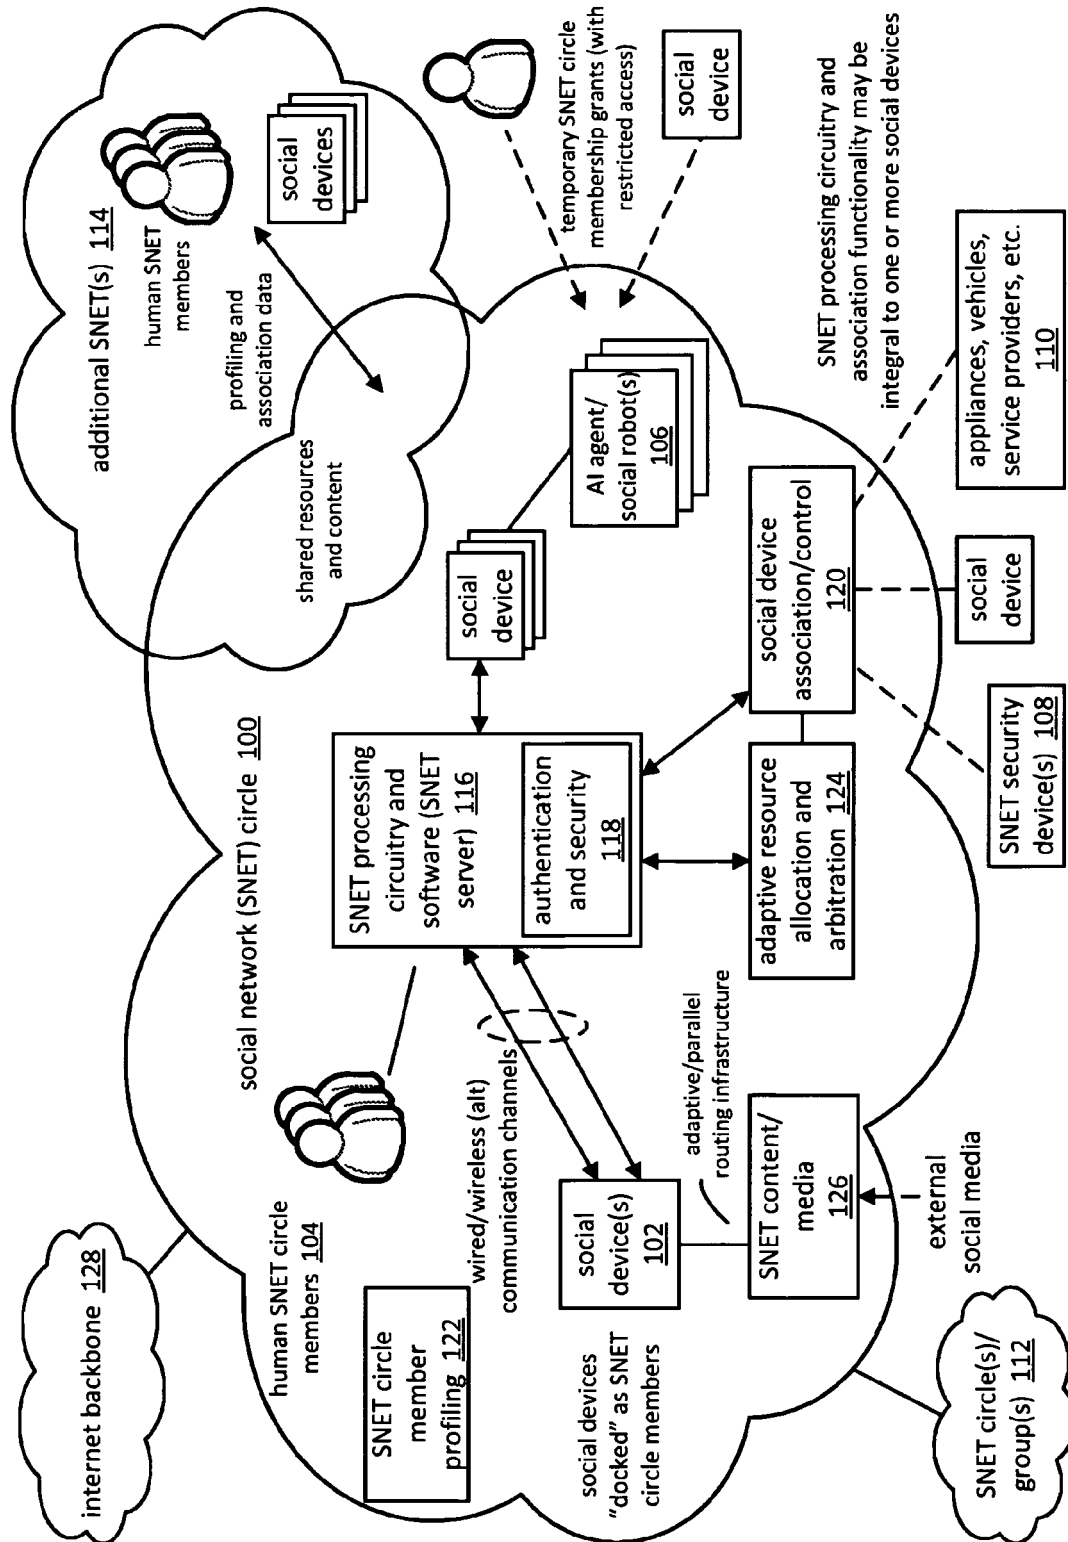 internet backbone 128
social network (SNET) circle 100
additional SNET(s) 114
human SNET
members
social
devices
profiling and
association data
shared resources
and content
temporary SNET circle
membership grants (with
restricted access)
social
device
human SNET circle
members 104
SNET circle
member
profiling 122
SNET processing
circuitry and
software (SNET
server) 116
authentication
and security
118
social
device
AI agent/
social robot(s)
106
wired/wireless (alt)
communication channels
social devices
"docked" as SNET
circle members
social
device(s)
102
adaptive/parallel
routing infrastructure
SNET content/
media
126
adaptive resource
allocation and
arbitration 124
social device
association/control
120
SNET processing circuitry and
association functionality may be
integral to one or more social devices
external
social media
SNET circle(s)/
group(s) 112
SNET security
device(s) 108
social
device
appliances, vehicles,
service providers, etc.
110